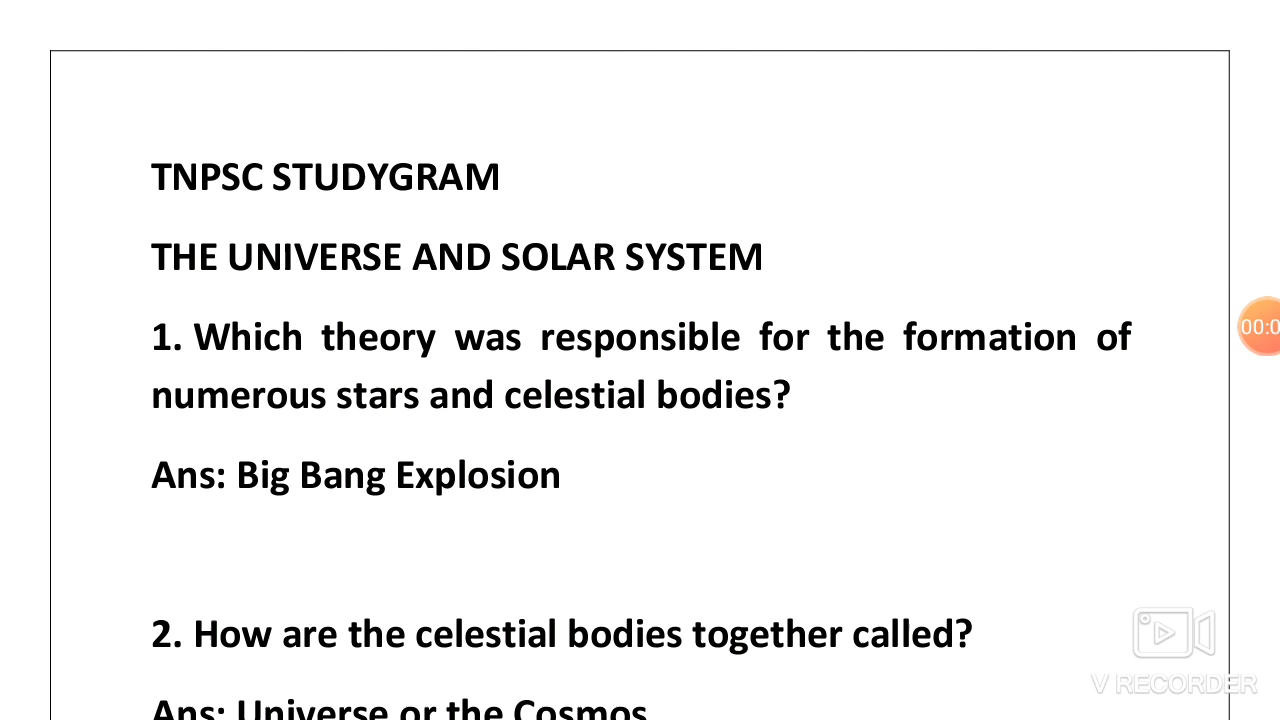 TNPSC STUDYGRAM
THE UNIVERSE AND SOLAR SYSTEM
1. Which theory was responsible for the formation of
numerous stars and celestial bodies?
Ans: Big Bang Explosion
00:0
2. How are the celestial bodies together called?
V RECORDER
Ans: Universe or the Cosmos